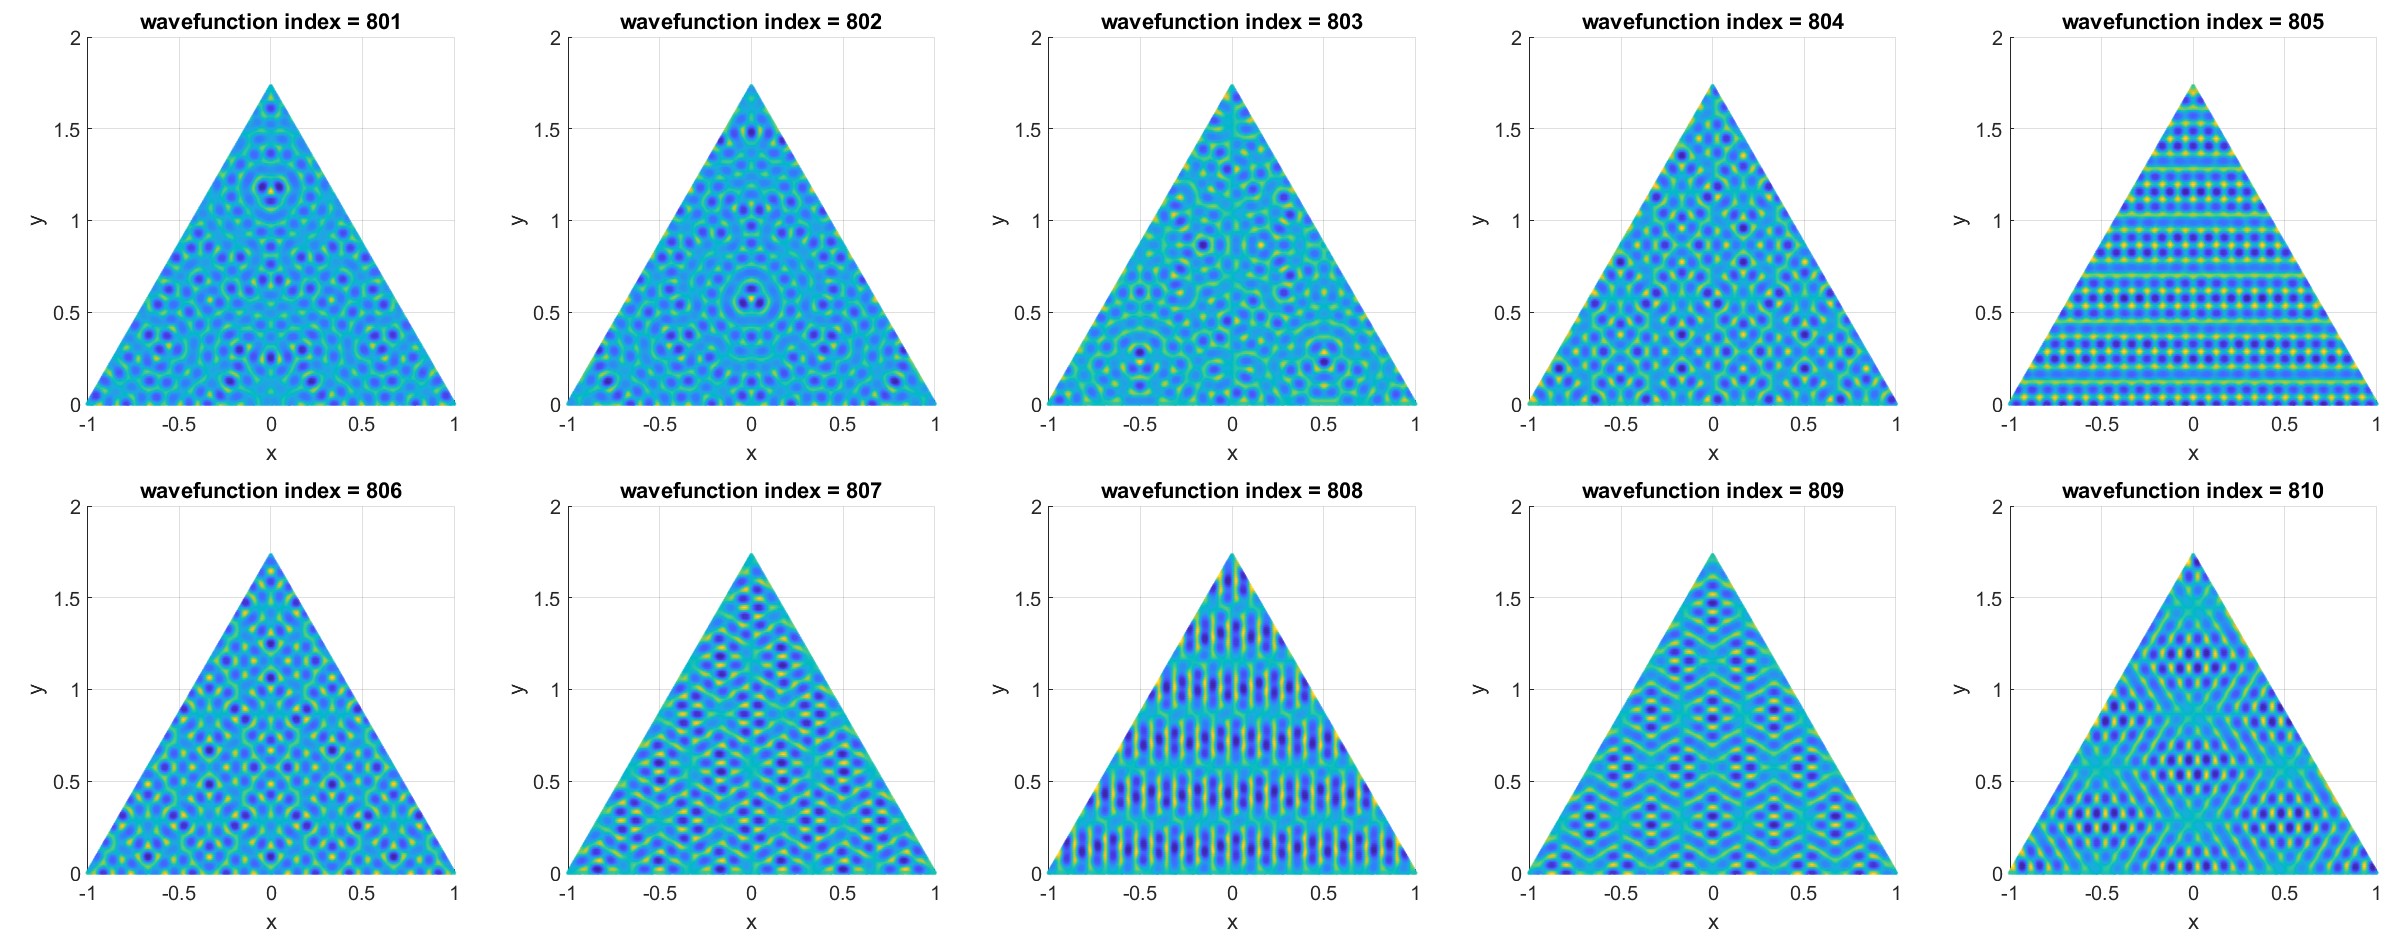 wavefunction index = 801
2
1.5
y
1
0.5
0
-1 -0.5 0 0.5 1
x
wavefunction index = 802
2
1.5
y
1
0.5
0
-1 -0.5 0 0.5 1
x
wavefunction index = 803
2
1.5
y
1
0.5
0
-1 -0.5 0 0.5 1
x
wavefunction index = 804
2
1.5
y
1
0.5
0
-1 -0.5 0 0.5 1
x
wavefunction index = 805
2
1.5
y
1
0.5
0
-1 -0.5 0 0.5 1
x
wavefunction index = 806
2
1.5
y
1
0.5
0
-1 -0.5 0 0.5 1
x
wavefunction index = 807
2
1.5
y
1
0.5
0
-1 -0.5 0 0.5 1
x
wavefunction index = 808
2
1.5
y
1
0.5
0
-1 -0.5 0 0.5 1
x
wavefunction index = 809
2
1.5
y
1
0.5
0
-1 -0.5 0 0.5 1
x
wavefunction index = 810
2
1.5
y
1
0.5
0
-1 -0.5 0 0.5 1
x